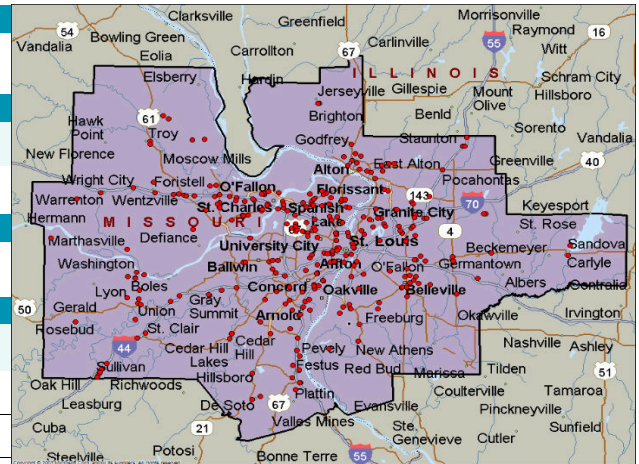 Clarksville
Morrisonville
Greenfield
Raymond
16
54
Bowling Green
Carlinville
55
Witt
Vandalia
Carrollton
67
Eolia
ILLINOIS
Schram City
Elsberry
Hardin
Jerseyville
Gillespie
Mount
Olive
Hillsboro
Brighton
Benld
61
Hawk
Point
Troy
Godfrey
Staunton
Sorento
Vandalia
New Florence
Moscow Mills
Alton
East Alton
Greenville
40
Wright City
Foristell
O'Fallon
Florissant
Pocahontas
Warrenton
Wentzville
St. Charles
Spanish
Lake
143
70
Keyesport
Hermann
MISSOURI
Granite City
St. Rose
Marthasville
Defiance
University City
St. Louis
4
Beckemeyer
Sandova
Washington
Ballwin
Affton
O'Fallon
Germantown
Carlyle
Lyon
Boles
Concord
Oakville
Belleville
Albers
Centralia
50
Gerald
Union
Gray
Summit
Arnold
Freeburg
Okawville
Irvington
Rosebud
St. Clair
44
Cedar Hill
Lakes
Cedar
Hill
Pevely
New Athens
Nashville
Ashley
Sullivan
Festus
Red Bud
Marissa
Tilden
51
Oak Hill
Richwoods
Hillsboro
Plattin
Coulterville
Tamaroa
Leasburg
De Soto
67
Evansville
Pinckneyville
Cuba
21
Valles Mines
Ste.
Genevieve
Cutler
Sunfield
Steelville
Potosi
Bonne Terre
55